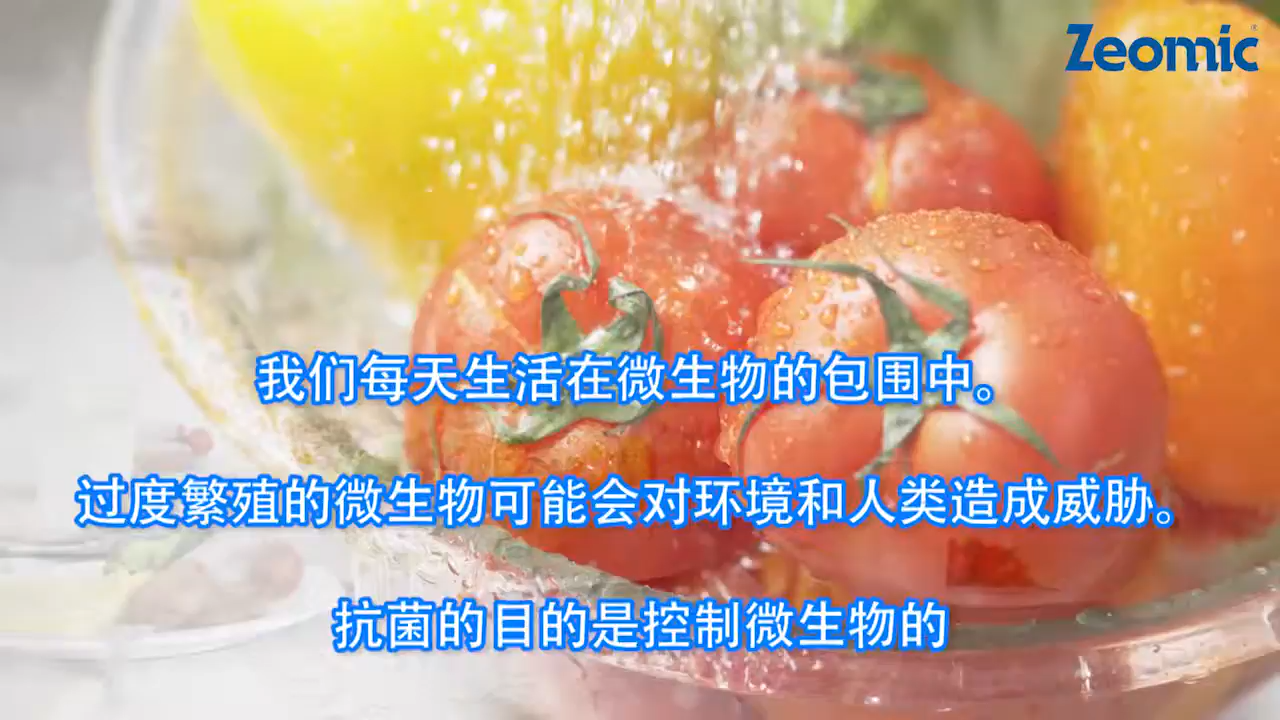 Zeomic®
我们每天生活在微生物的包围中。
过度繁殖的微生物可能会对环境和人类造成威胁。
抗菌的目的是控制微生物的